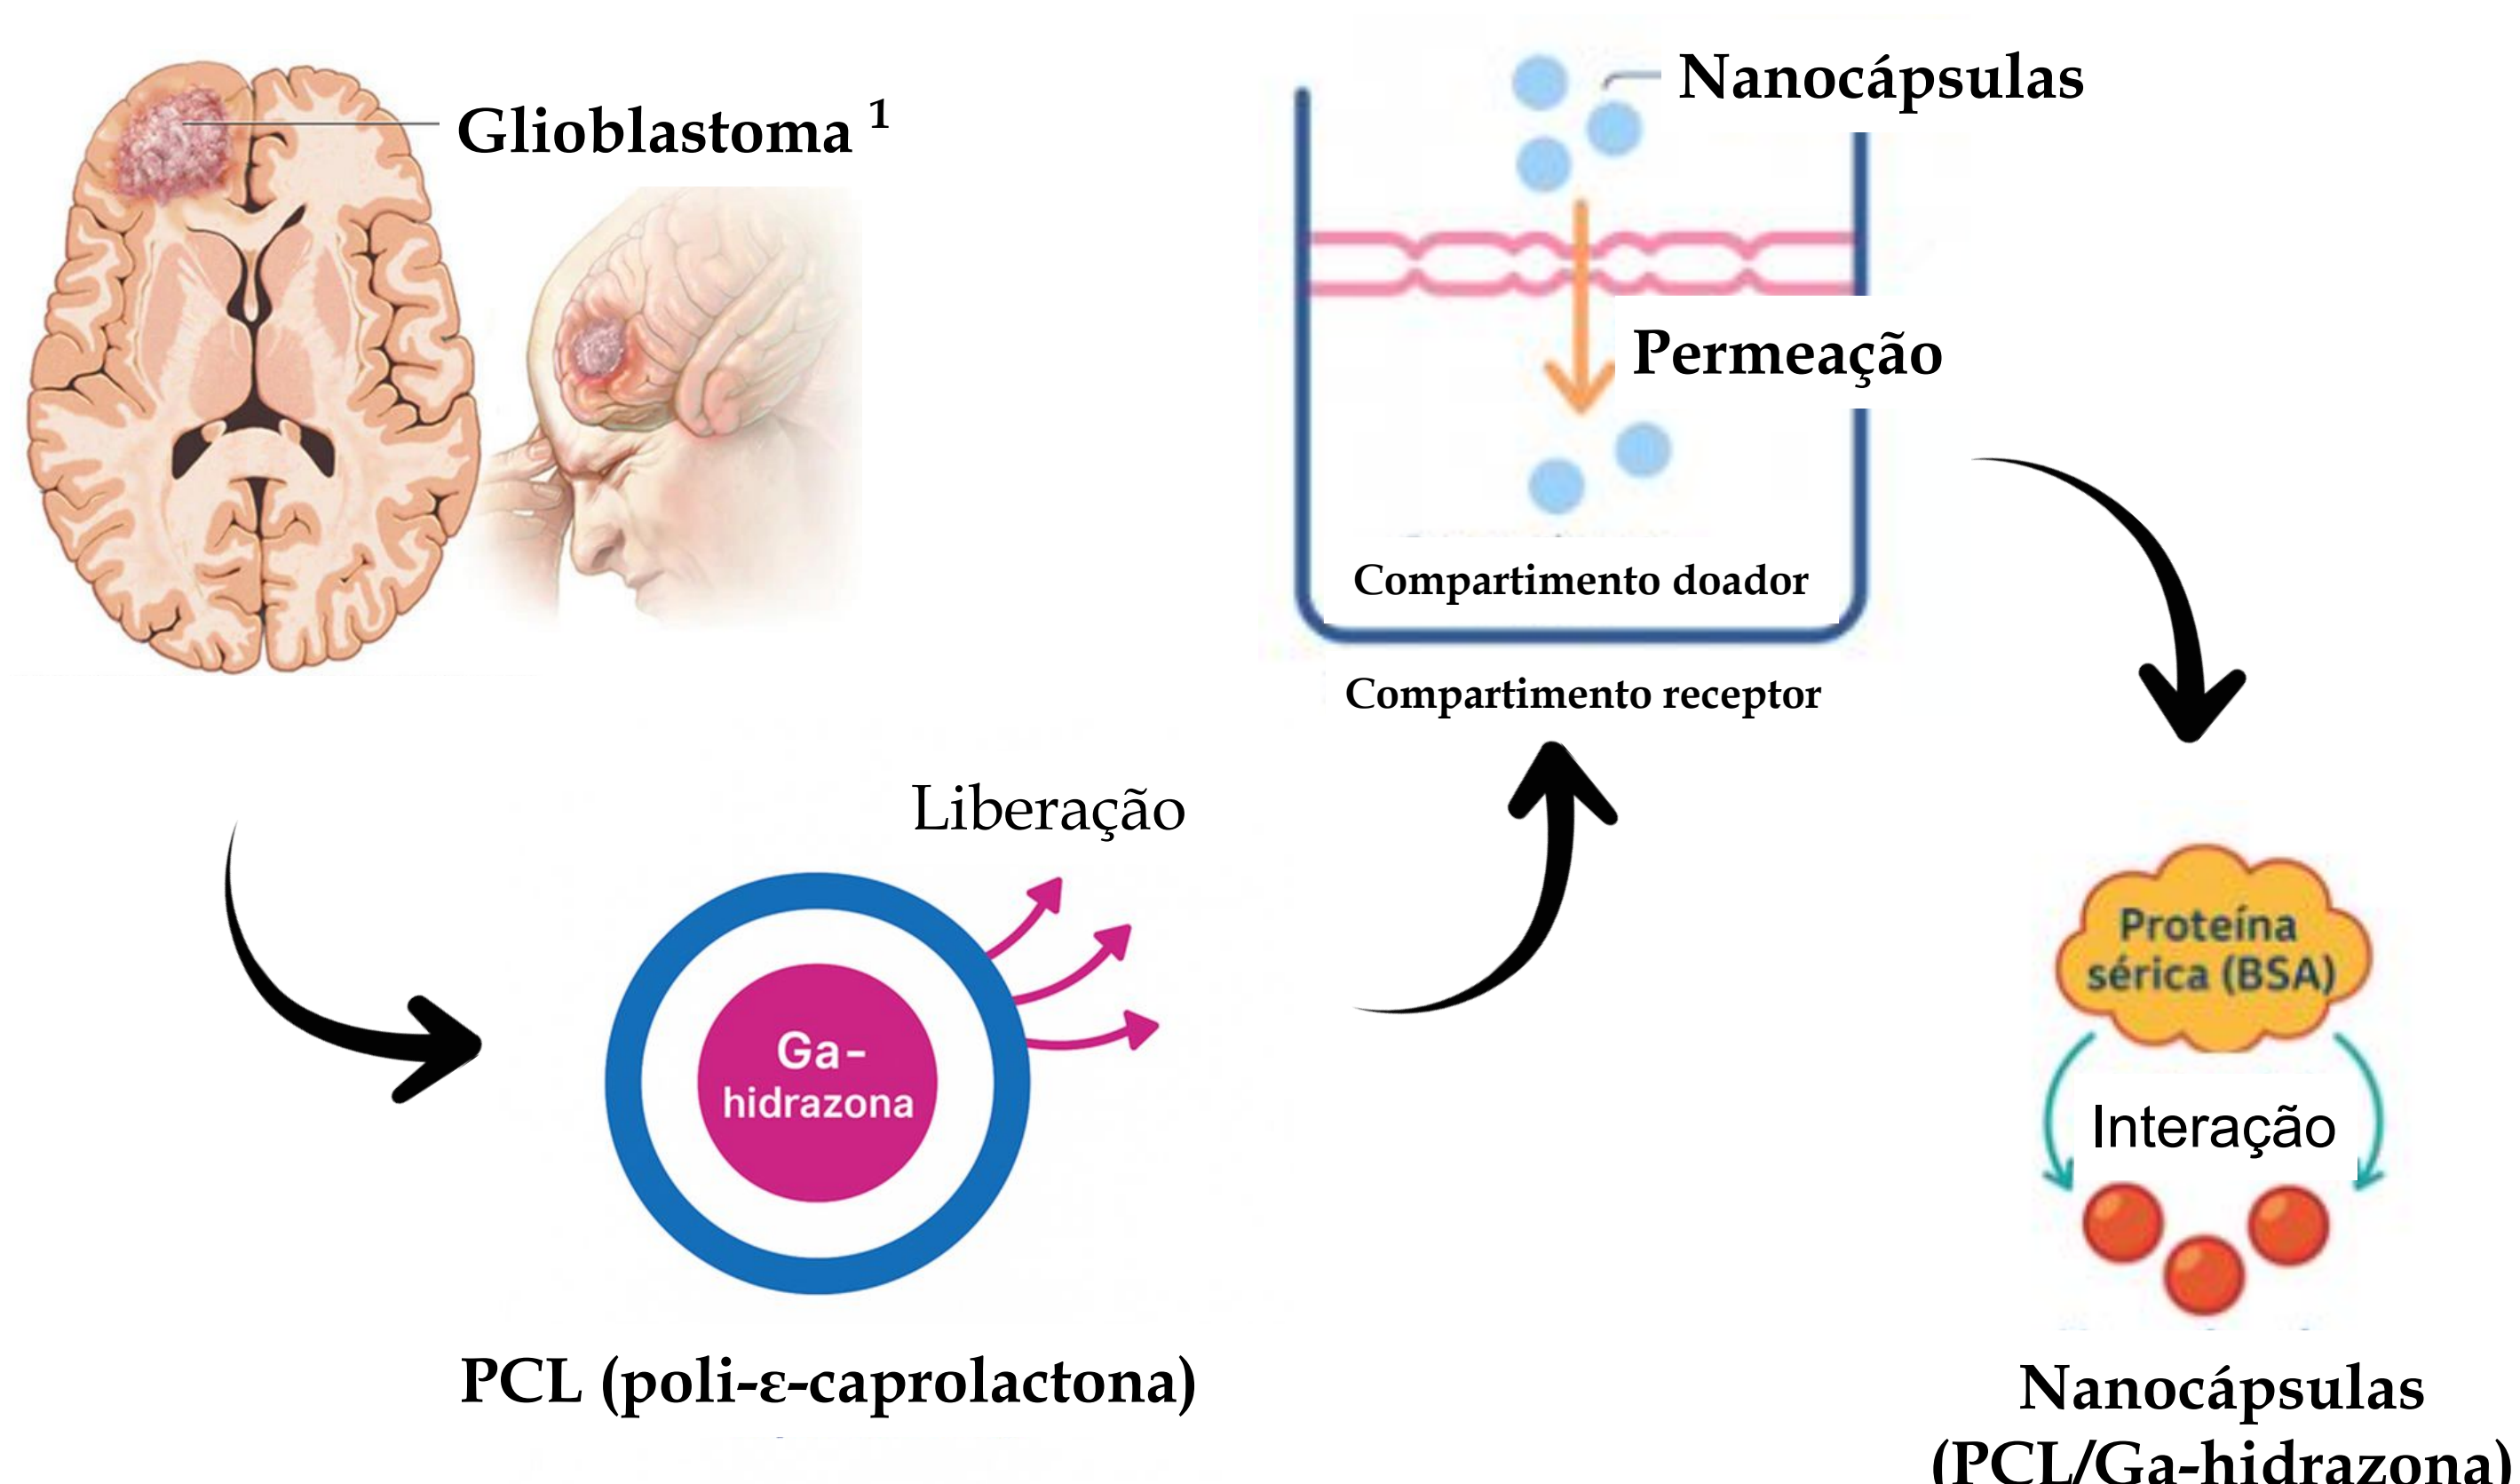 Glioblastoma ¹
Nanocápsulas
Permeação
Compartimento doador
Compartimento receptor
Liberação
Ga-
hidrazona
PCL (poli-ε-caprolactona)
Proteína
sérica (BSA)
Interação
Nanocápsulas
(PCL/Ga-hidrazona)